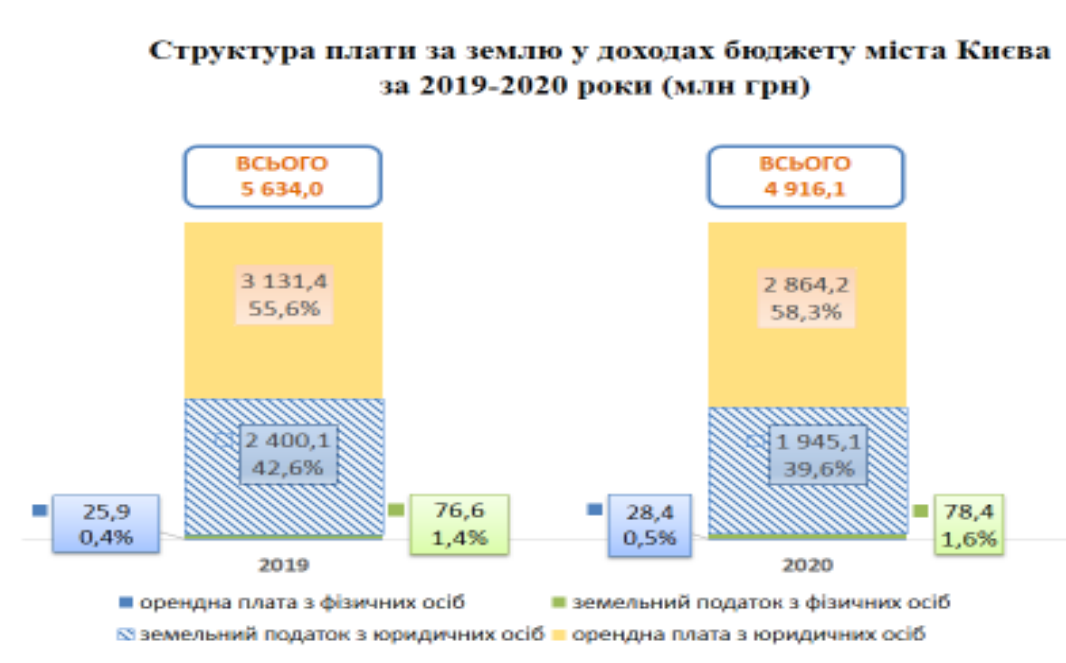 Структура плати за землю у доходах бюджету міста Києва
за 2019-2020 роки (млн грн)
ВСЬОГО
5 634,0
ВСЬОГО
4 916,1
3 131,4
55,6%
2 864,2
58,3%
2 400,1
42,6%
1 945,1
39,6%
25,9
0,4%
76,6
1,4%
28,4
0,5%
78,4
1,6%
2019
2020
орендна плата з фізичних осіб
земельний податок з фізичних осіб
земельний податок з юридичних осіб
орендна плата з юридичних осіб